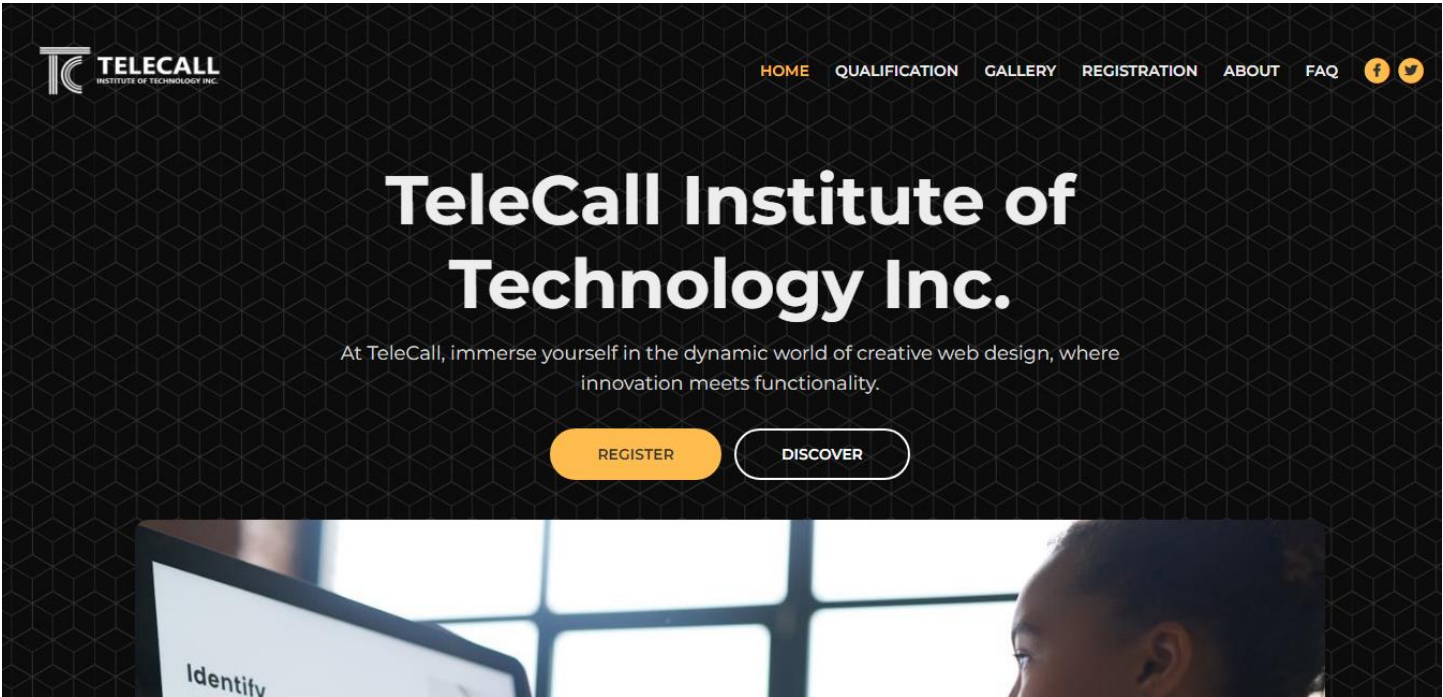 TELECALL
INSTITUTE OF TECHNOLOGY INC.
HOME QUALIFICATION GALLERY REGISTRATION ABOUT FAQ
TeleCall Institute of
Technology Inc.
At TeleCall, immerse yourself in the dynamic world of creative web design, where
innovation meets functionality.
REGISTER DISCOVER
Identify